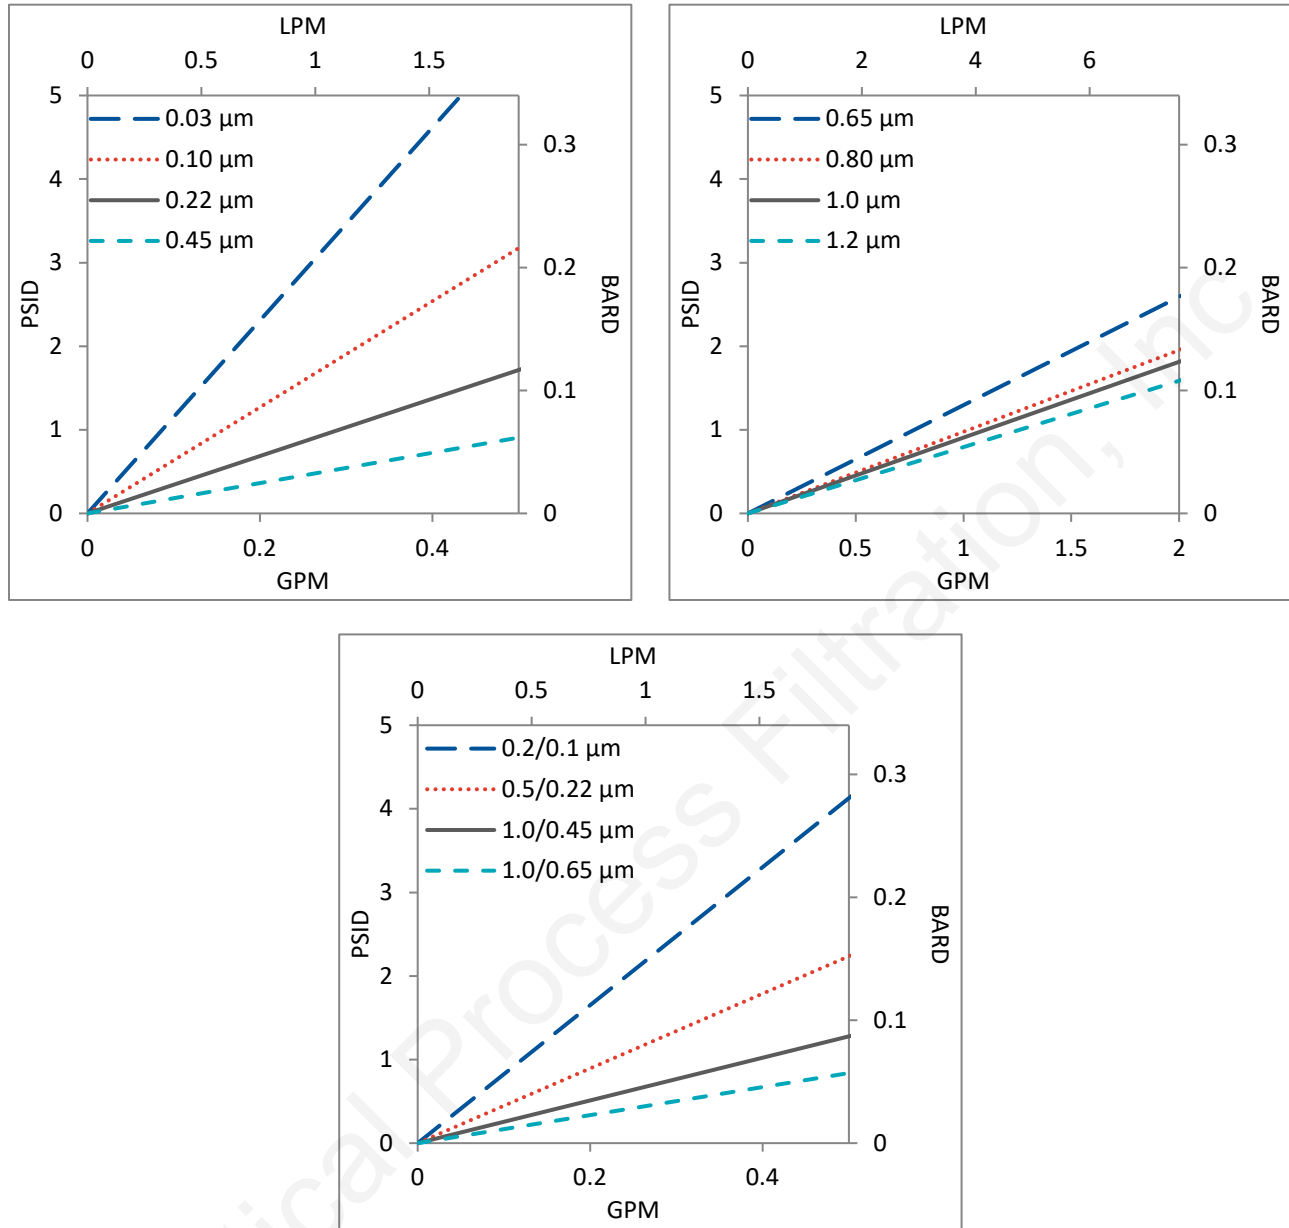 LPM
0 0.5 1 1.5
5
4
3
2
1
0
PSID
0.03 µm
0.10 µm
0.22 µm
0.45 µm
0.3
0.2
0.1
0
BARD
0 0.2 0.4
GPM
LPM
0 2 4 6
5
4
3
2
1
0
PSID
0.65 µm
0.80 µm
1.0 µm
1.2 µm
0.3
0.2
0.1
0
BARD
0 0.5 1 1.5 2
GPM
LPM
0 0.5 1 1.5
5
4
3
2
1
0
PSID
0.2/0.1 µm
0.5/0.22 µm
1.0/0.45 µm
1.0/0.65 µm
0.3
0.2
0.1
0
BARD
0 0.2 0.4
GPM
Process Filtration, Inc